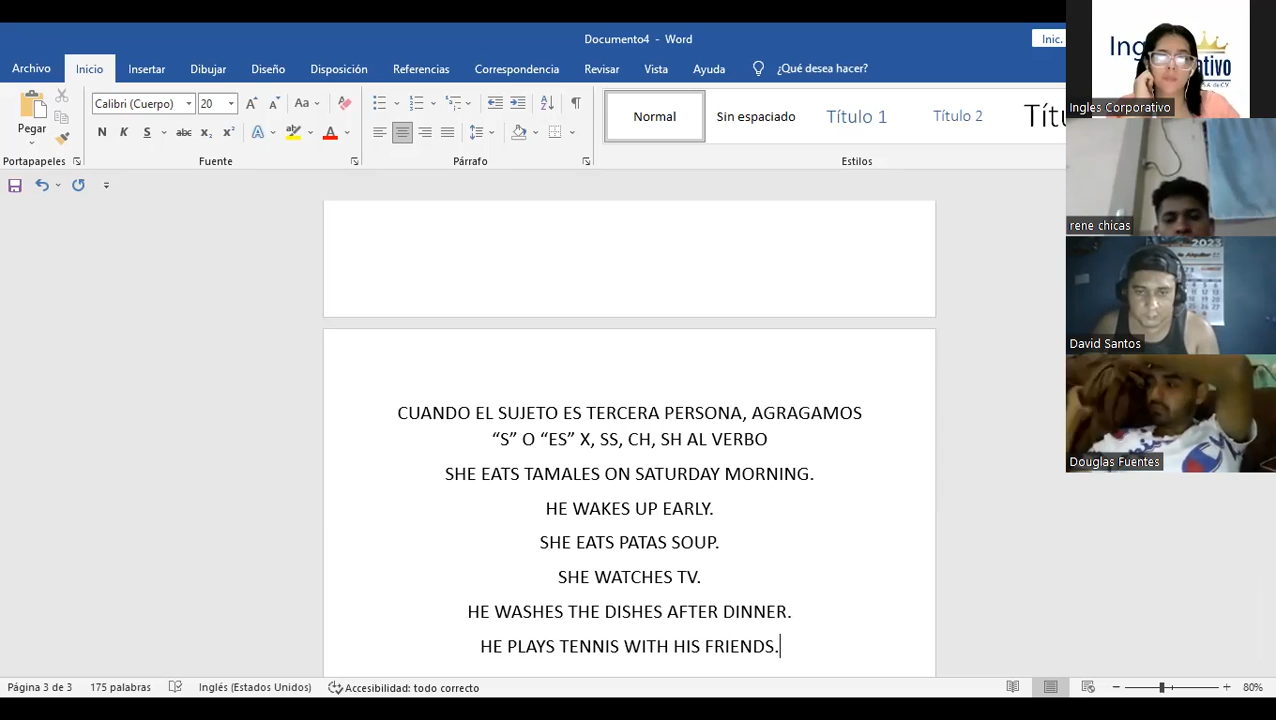 Documento4 - Word
Inic.
Archivo
Inicio
Insertar
Dibujar
Diseño
Disposición
Referencias
Correspondencia
Revisar
Vista
Ayuda
¿Qué desea hacer?
Pegar
Calibri (Cuerpo)
20
Normal
Sin espaciado
Título 1
Título 2
Portapapeles
Fuente
Párrafo
Estilos
Ingles Corporativo
rene chicas
David Santos
Douglas Fuentes
2023
CUANDO EL SUJETO ES TERCERA PERSONA, AGRAGAMOS
“S” O “ES” X, SS, CH, SH AL VERBO
SHE EATS TAMALES ON SATURDAY MORNING.
HE WAKES UP EARLY.
SHE EATS PATAS SOUP.
SHE WATCHES TV.
HE WASHES THE DISHES AFTER DINNER.
HE PLAYS TENNIS WITH HIS FRIENDS.
Página 3 de 3
175 palabras
Inglés (Estados Unidos)
Accesibilidad: todo correcto
80%